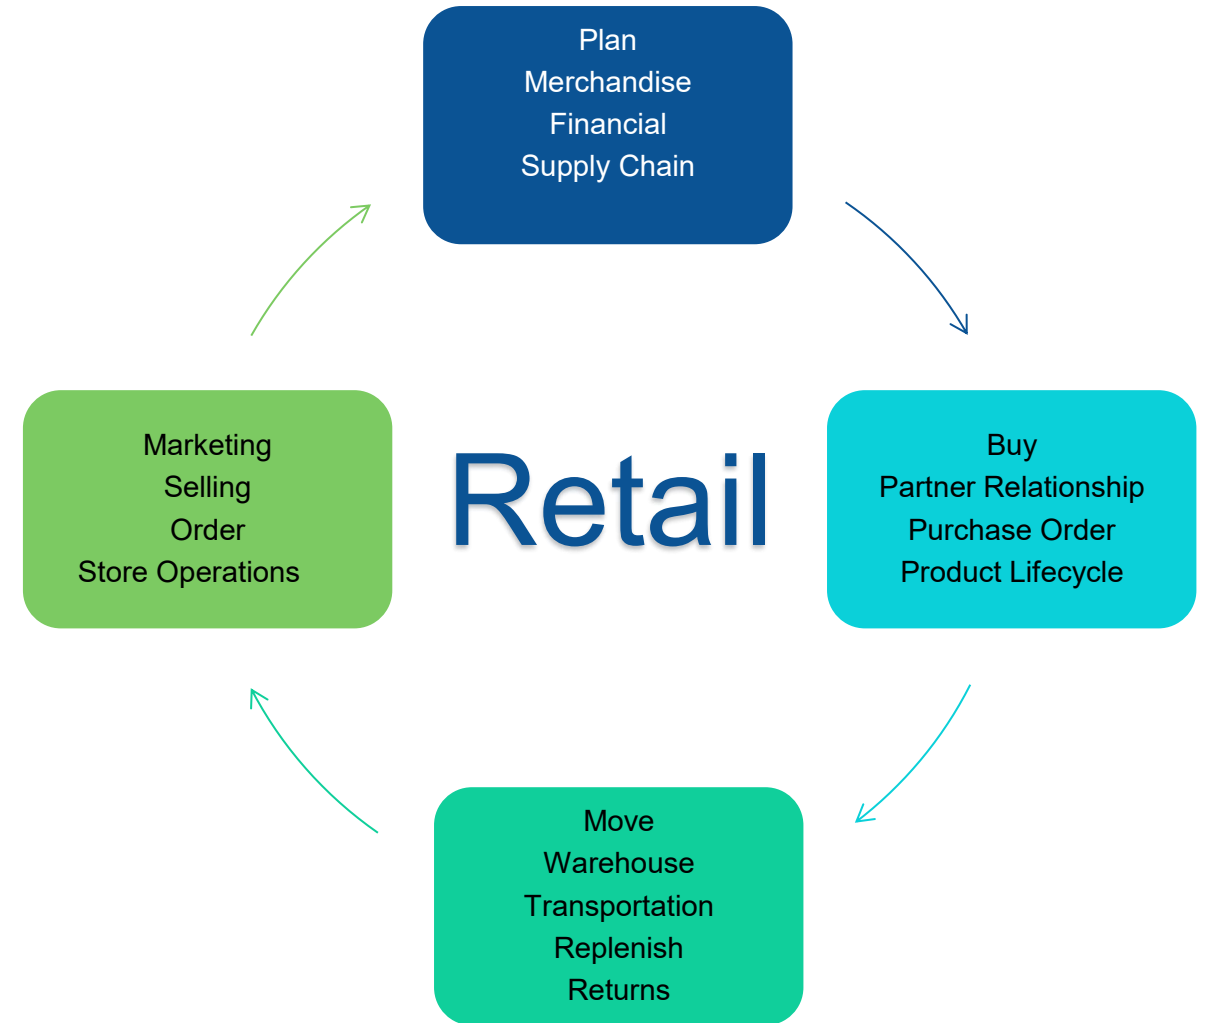 Plan
Merchandise
Financial
Supply Chain
Marketing
Selling
Order
Store Operations
Retail
Buy
Partner Relationship
Purchase Order
Product Lifecycle
Move
Warehouse
Transportation
Replenish
Returns